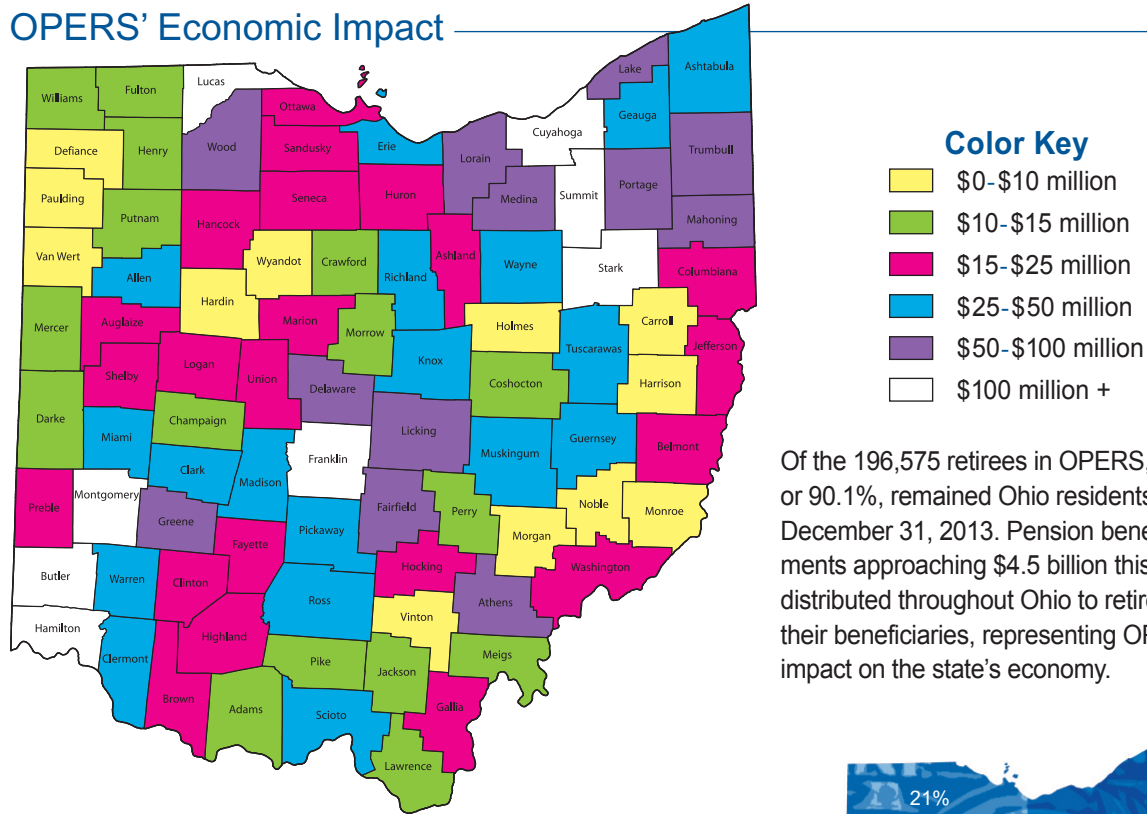 OPERS' Economic Impact
Lake
Ashtabula
Lucas
Fulton
Williams
Geauga
Ottawa
Cuyahoga
Defiance
Henry
Wood
Sandusky
Erie
Lorain
Trumbull
Paulding
Seneca
Huron
Medina
Summit
Portage
Putnam
Hancock
Mahoning
Van Wert
Wyandot
Crawford
Ashland
Wayne
Stark
Columbiana
Allen
Richland
Hardin
Mercer
Auglaize
Marion
Morrow
Holmes
Carroll
Tuscarawas
Jefferson
Shelby
Logan
Union
Knox
Delaware
Coshocton
Harrison
Darke
Champaign
Miami
Licking
Guernsey
Belmont
Franklin
Muskingum
Clark
Madison
Montgomery
Preble
Greene
Fairfield
Perry
Noble
Monroe
Pickaway
Morgan
Fayette
Butler
Warren
Clinton
Hocking
Washington
Ross
Athens
Vinton
Hamilton
Highland
Clermont
Pike
Meigs
Jackson
Brown
Adams
Scioto
Gallia
Lawrence
Color Key
$0-$10 million
$10-$15 million
$15-$25 million
$25-$50 million
$50-$100 million
$100 million +
Of the 196,575 retirees in OPERS,
or 90.1%, remained Ohio residents
December 31, 2013. Pension bene
ments approaching $4.5 billion this
distributed throughout Ohio to retire
their beneficiaries, representing OP
impact on the state's economy.
21%